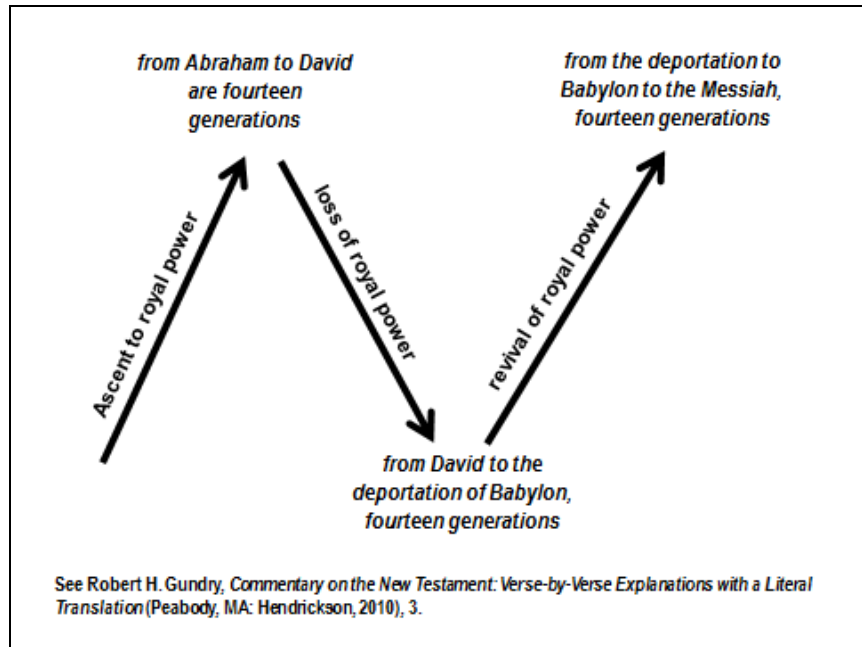 from Abraham to David
are fourteen
generations
from the deportation to
Babylon to the Messiah,
fourteen generations
Ascent to royal power
loss of royal power
revival of royal power
from David to the
deportation of Babylon,
fourteen generations
See Robert H. Gundry, Commentary on the New Testament: Verse-by-Verse Explanations with a Literal
Translation (Peabody, MA: Hendrickson, 2010), 3.